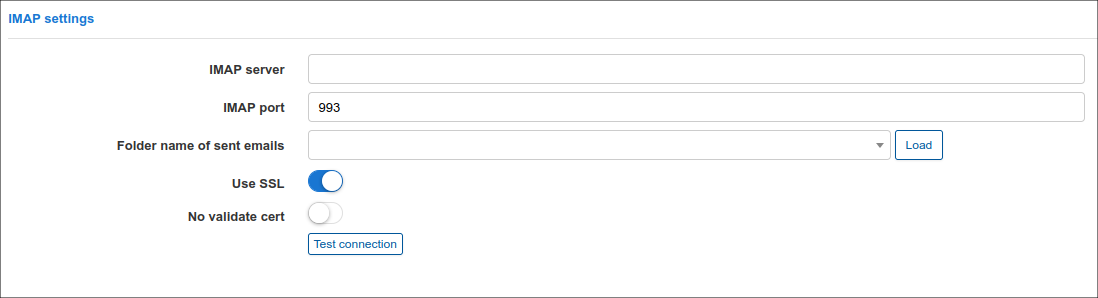 IMAP settings
IMAP server
IMAP port 993
Folder name of sent emails Load
Use SSL
No validate cert
Test connection